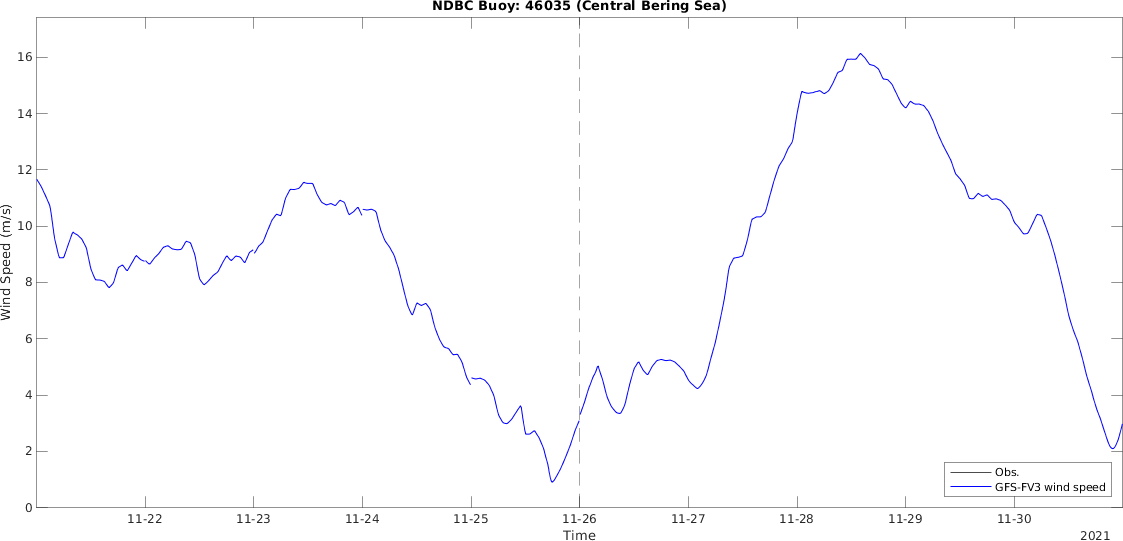 NDBC Buoy: 46035 (Central Bering Sea)
16
14
12
10
8
6
4
2
0
Wind Speed (m/s)
11-22 11-23 11-24 11-25 11-26 11-27 11-28 11-29 11-30
Time
2021
Obs.
GFS-FV3 wind speed